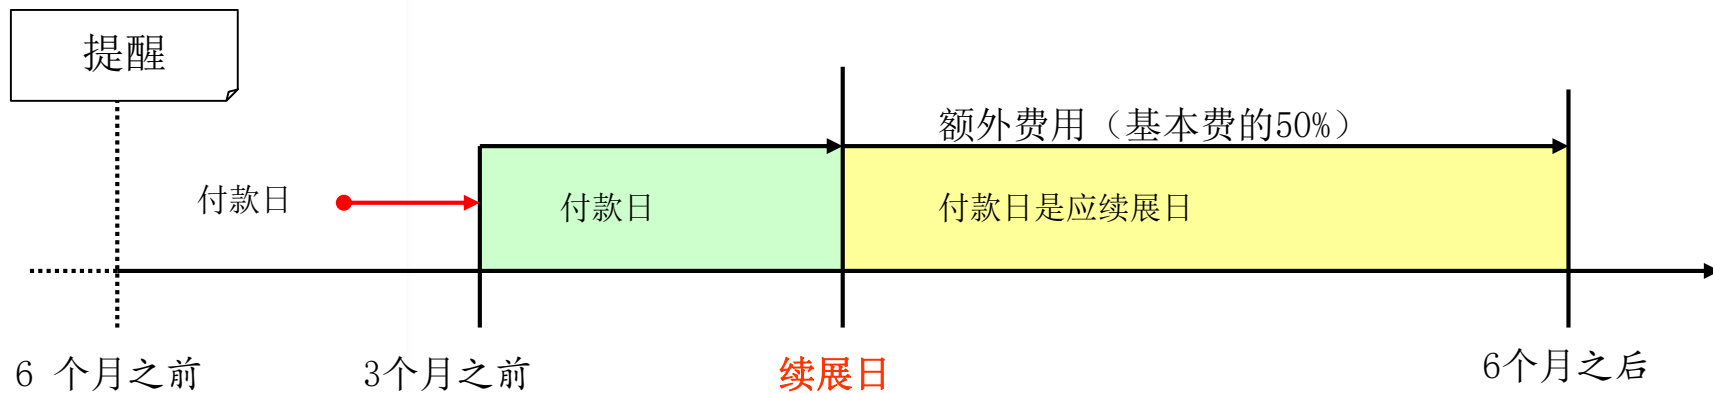 提醒
额外费用（基本费的50%）
付款日
付款日
付款日是应续展日
6 个月之前
3个月之前
续展日
6个月之后